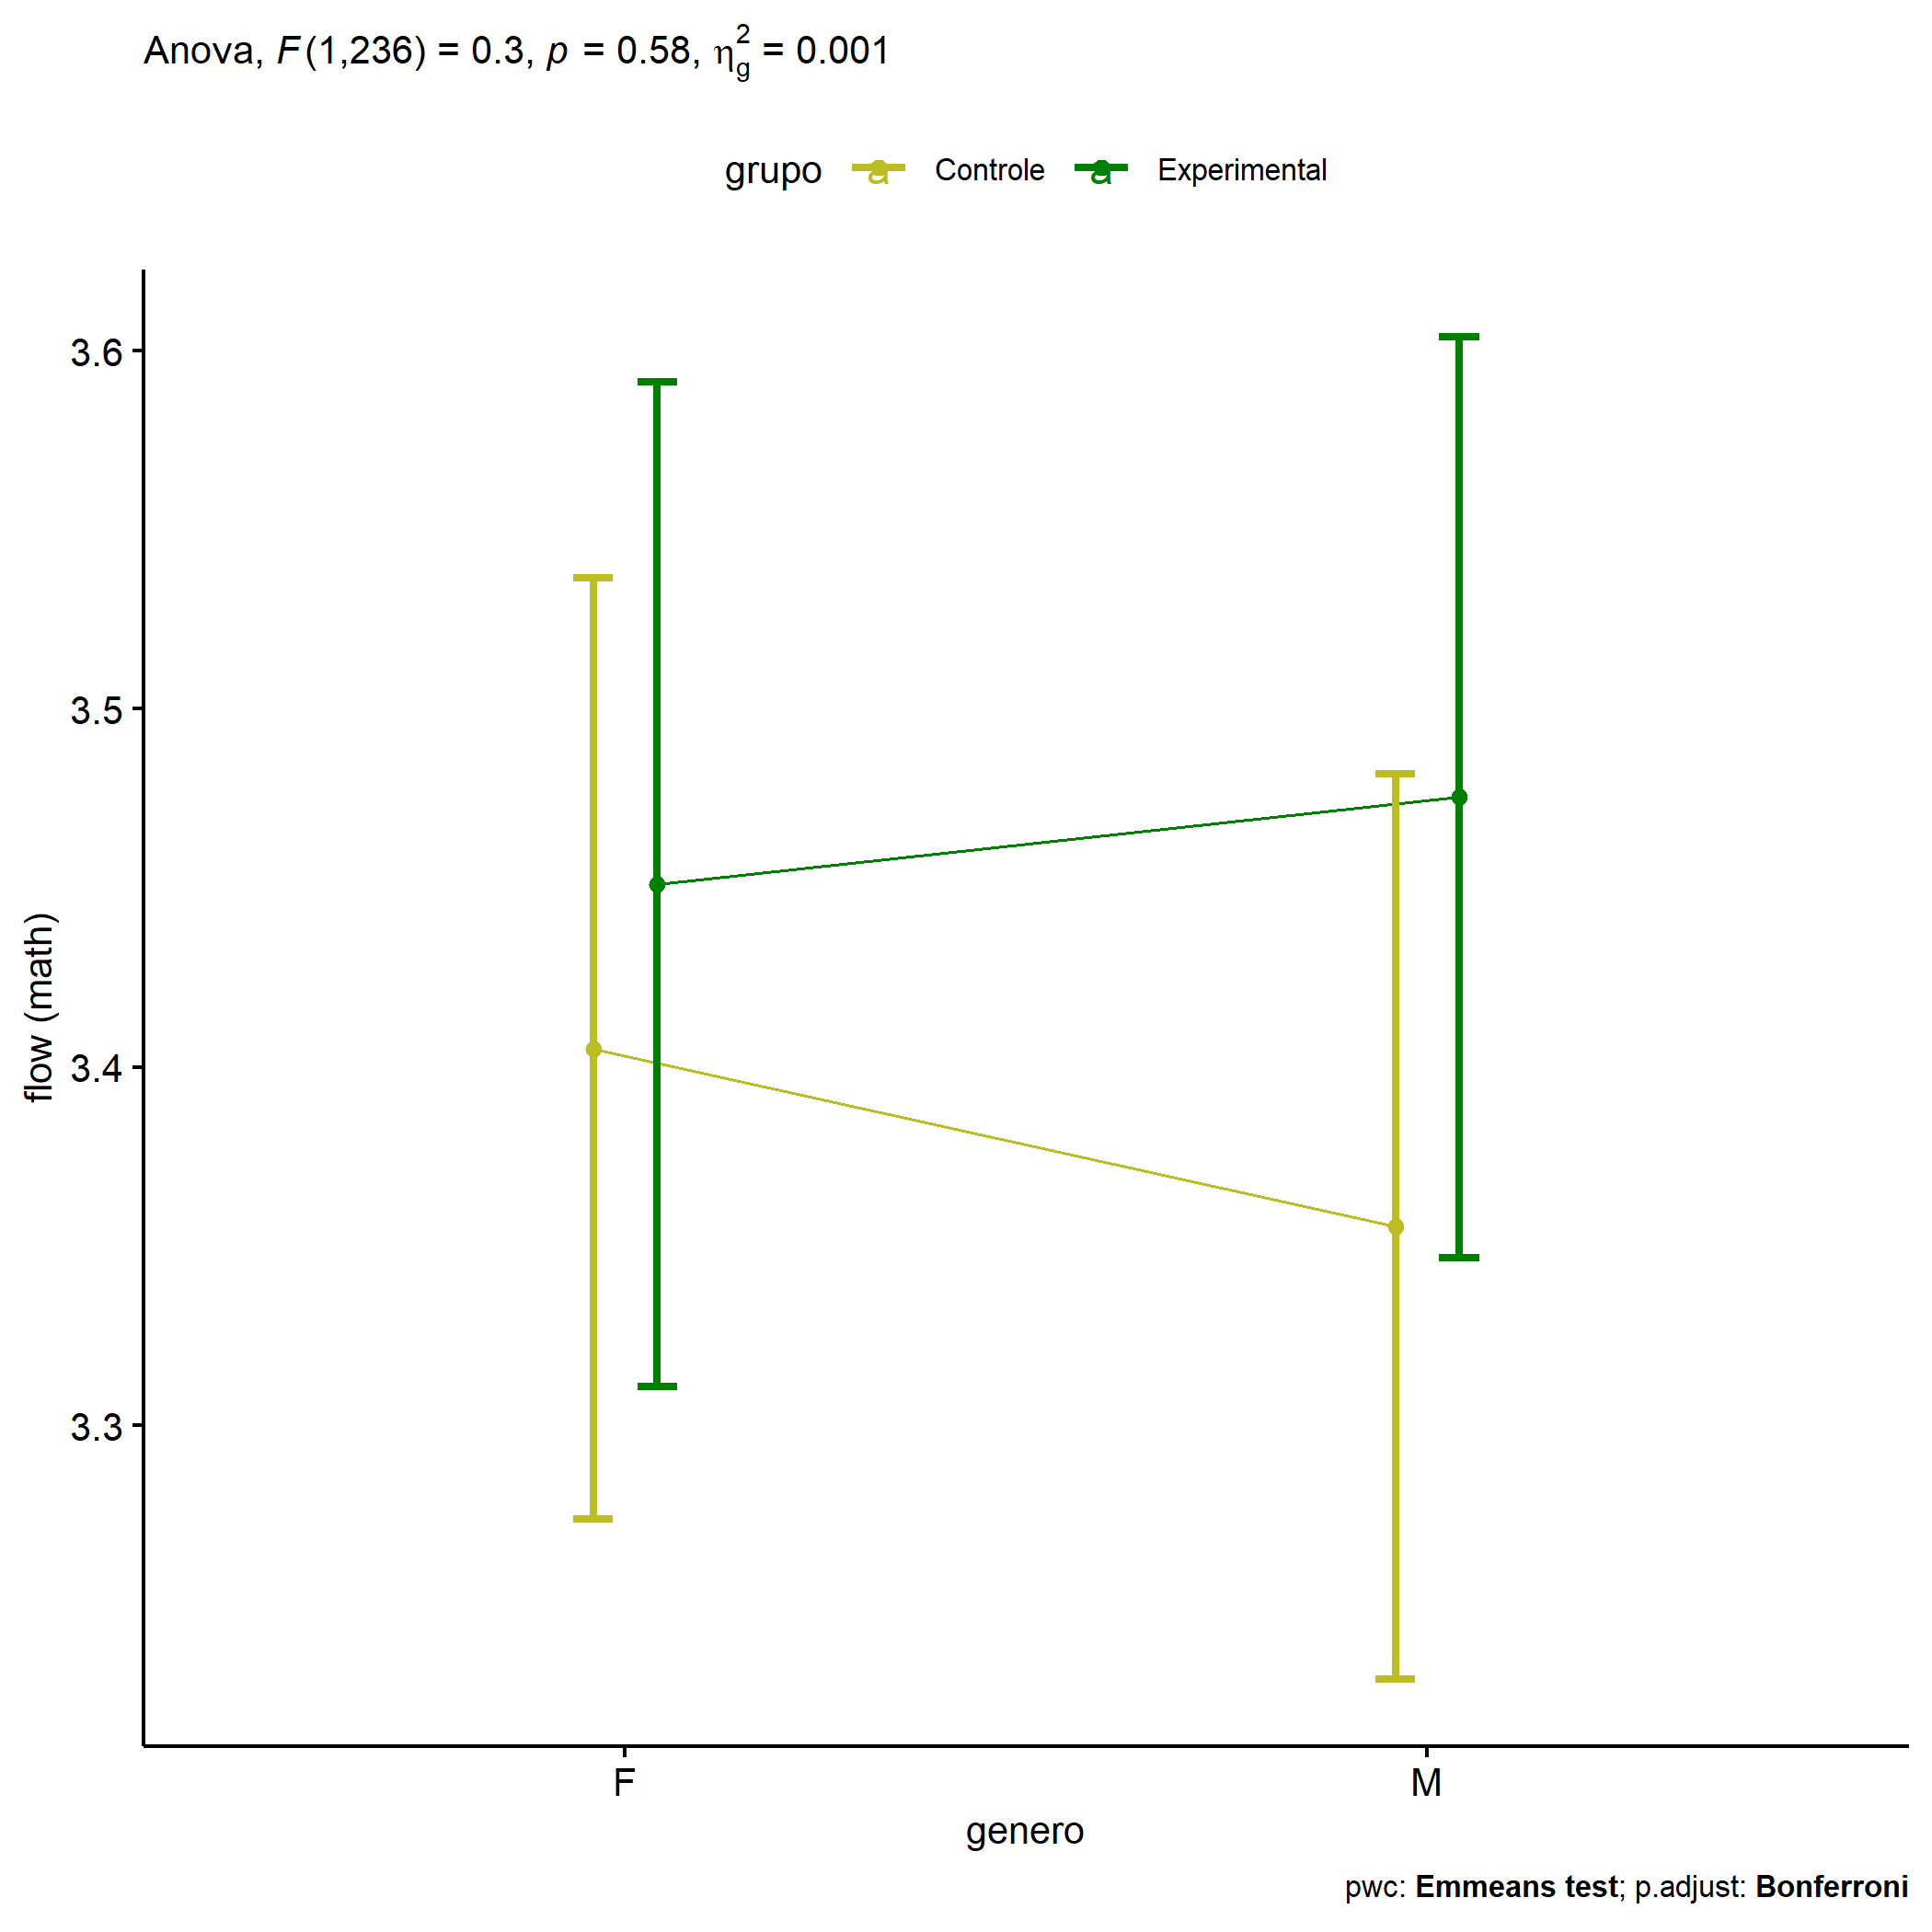 Anova, F(1,236) = 0.3, p = 0.58, η²g = 0.001
grupo a Controle a Experimental
3.6
3.5
3.4
3.3
flow (math)
F M
genero
pwc: Emmeans test; p.adjust: Bonferroni